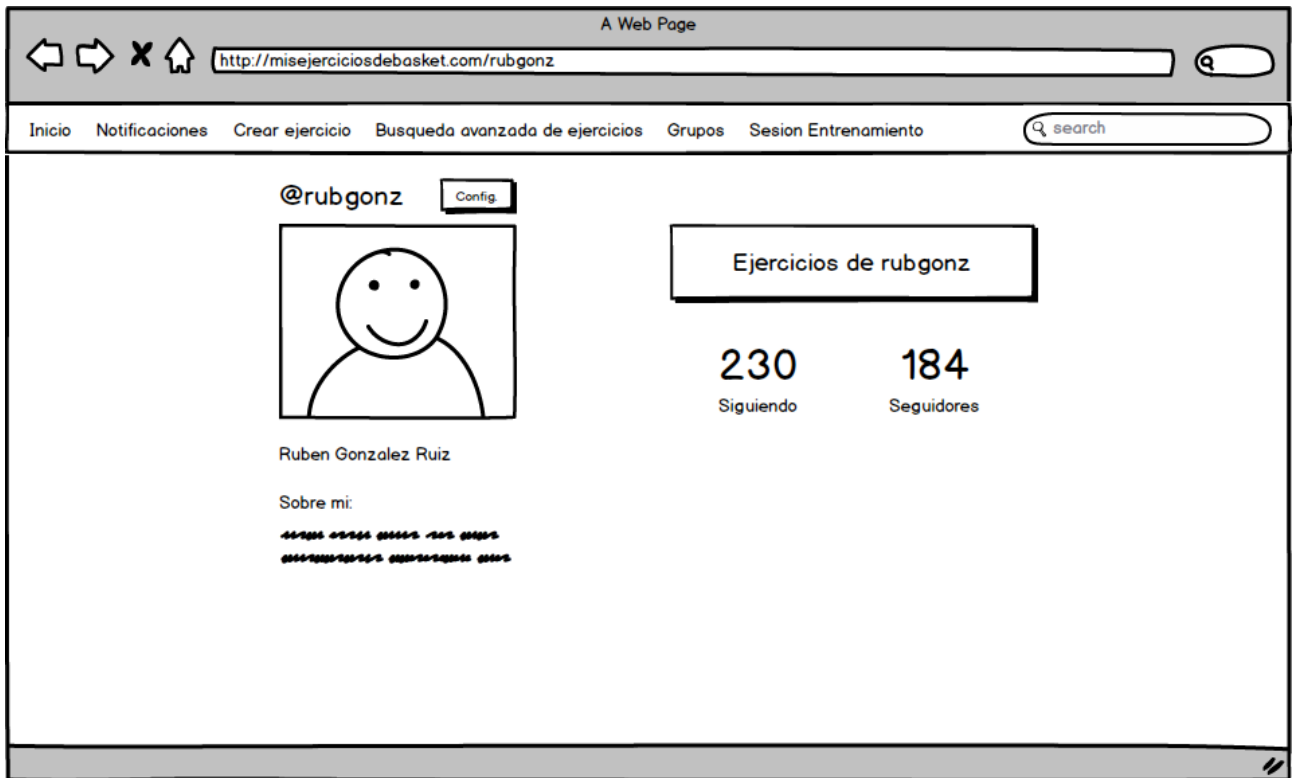 A Web Page
http://misejerciciosdebasket.com/rubgonz
Inicio Notificaciones Crear ejercicio Busqueda avanzada de ejercicios Grupos Sesion Entrenamiento search
@rubgonz Config.
Ejercicios de rubgonz
230 184
Siguiendo Seguidores
Ruben Gonzalez Ruiz
Sobre mi: